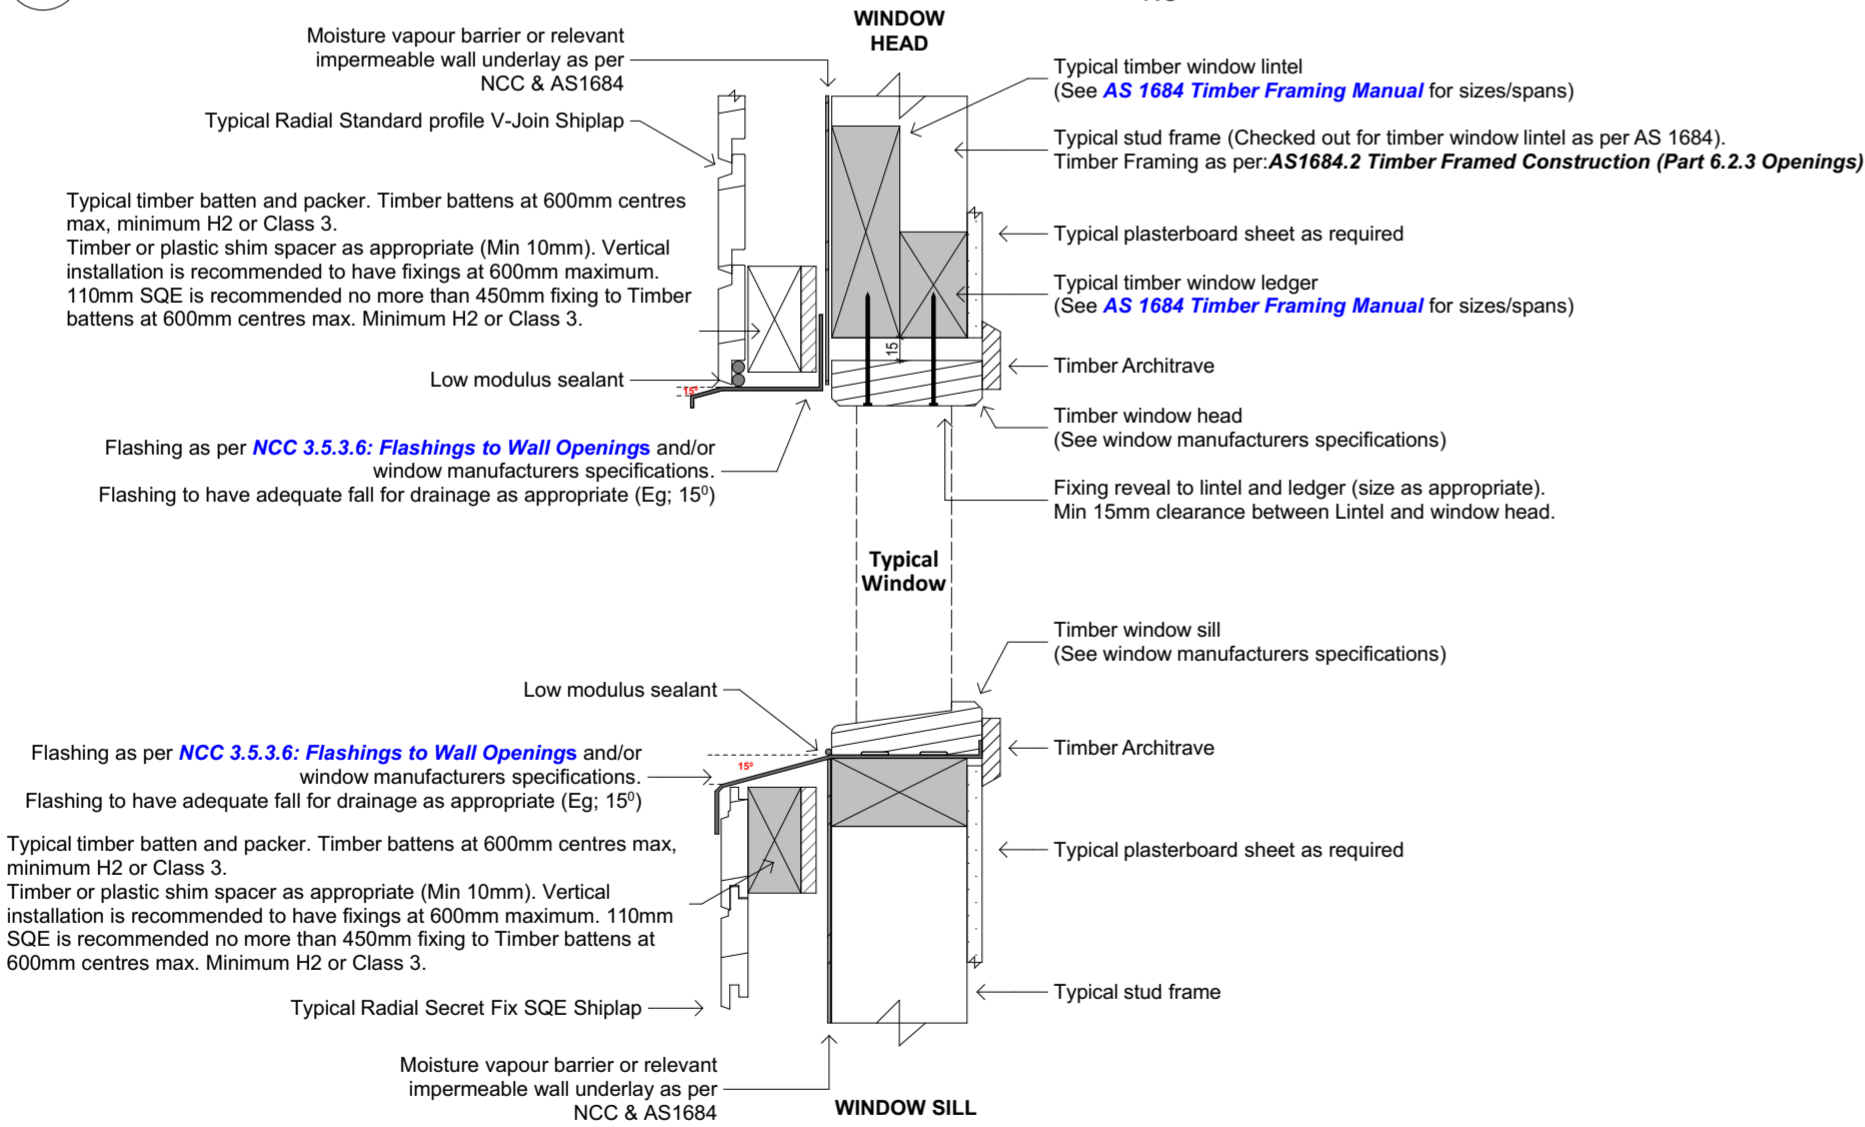 WINDOW
HEAD
Moisture vapour barrier or relevant
impermeable wall underlay as per
NCC & AS1684
Typical Radial Standard profile V-Join Shiplap
Typical timber batten and packer. Timber battens at 600mm centres
max, minimum H2 or Class 3.
Timber or plastic shim spacer as appropriate (Min 10mm). Vertical
installation is recommended to have fixings at 600mm maximum.
110mm SQE is recommended no more than 450mm fixing to Timber
battens at 600mm centres max. Minimum H2 or Class 3.
Low modulus sealant
15⁰
Flashing as per NCC 3.5.3.6: Flashings to Wall Openings and/or
window manufacturers specifications.
Flashing to have adequate fall for drainage as appropriate (Eg; 15⁰)
Typical timber window lintel
(See AS 1684 Timber Framing Manual for sizes/spans)
Typical stud frame (Checked out for timber window lintel as per AS 1684).
Timber Framing as per:AS1684.2 Timber Framed Construction (Part 6.2.3 Openings)
Typical plasterboard sheet as required
Typical timber window ledger
(See AS 1684 Timber Framing Manual for sizes/spans)
15
Timber Architrave
Timber window head
(See window manufacturers specifications)
Fixing reveal to lintel and ledger (size as appropriate).
Min 15mm clearance between Lintel and window head.
Typical
Window
Timber window sill
(See window manufacturers specifications)
Low modulus sealant
Flashing as per NCC 3.5.3.6: Flashings to Wall Openings and/or
window manufacturers specifications.
Flashing to have adequate fall for drainage as appropriate (Eg; 15⁰)
15⁰
Timber Architrave
Typical timber batten and packer. Timber battens at 600mm centres max,
minimum H2 or Class 3.
Timber or plastic shim spacer as appropriate (Min 10mm). Vertical
installation is recommended to have fixings at 600mm maximum. 110mm
SQE is recommended no more than 450mm fixing to Timber battens at
600mm centres max. Minimum H2 or Class 3.
Typical plasterboard sheet as required
Typical Radial Secret Fix SQE Shiplap
Typical stud frame
Moisture vapour barrier or relevant
impermeable wall underlay as per
NCC & AS1684
WINDOW SILL